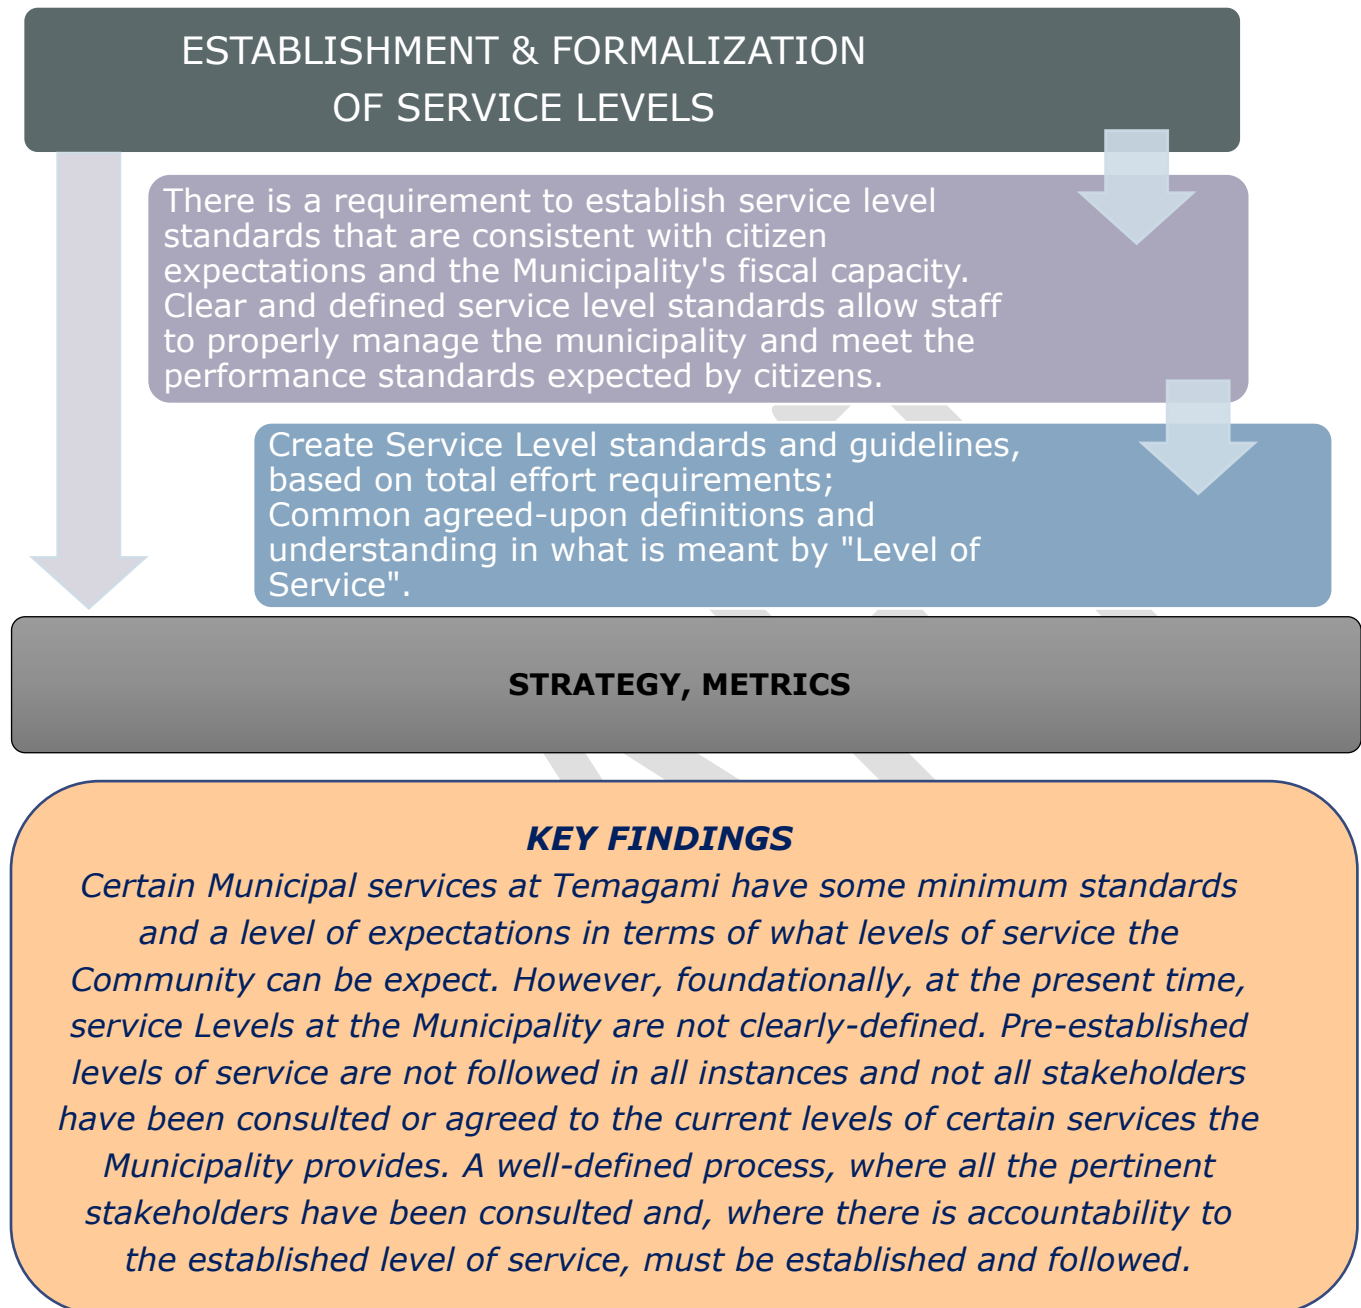 ESTABLISHMENT & FORMALIZATION
OF SERVICE LEVELS
There is a requirement to establish service level
standards that are consistent with citizen
expectations and the Municipality's fiscal capacity.
Clear and defined service level standards allow staff
to properly manage the municipality and meet the
performance standards expected by citizens.
Create Service Level standards and guidelines,
based on total effort requirements;
Common agreed-upon definitions and
understanding in what is meant by "Level of
Service".
STRATEGY, METRICS
KEY FINDINGS
Certain Municipal services at Temagami have some minimum standards
and a level of expectations in terms of what levels of service the
Community can be expect. However, foundationally, at the present time,
service Levels at the Municipality are not clearly-defined. Pre-established
levels of service are not followed in all instances and not all stakeholders
have been consulted or agreed to the current levels of certain services the
Municipality provides. A well-defined process, where all the pertinent
stakeholders have been consulted and, where there is accountability to
the established level of service, must be established and followed.